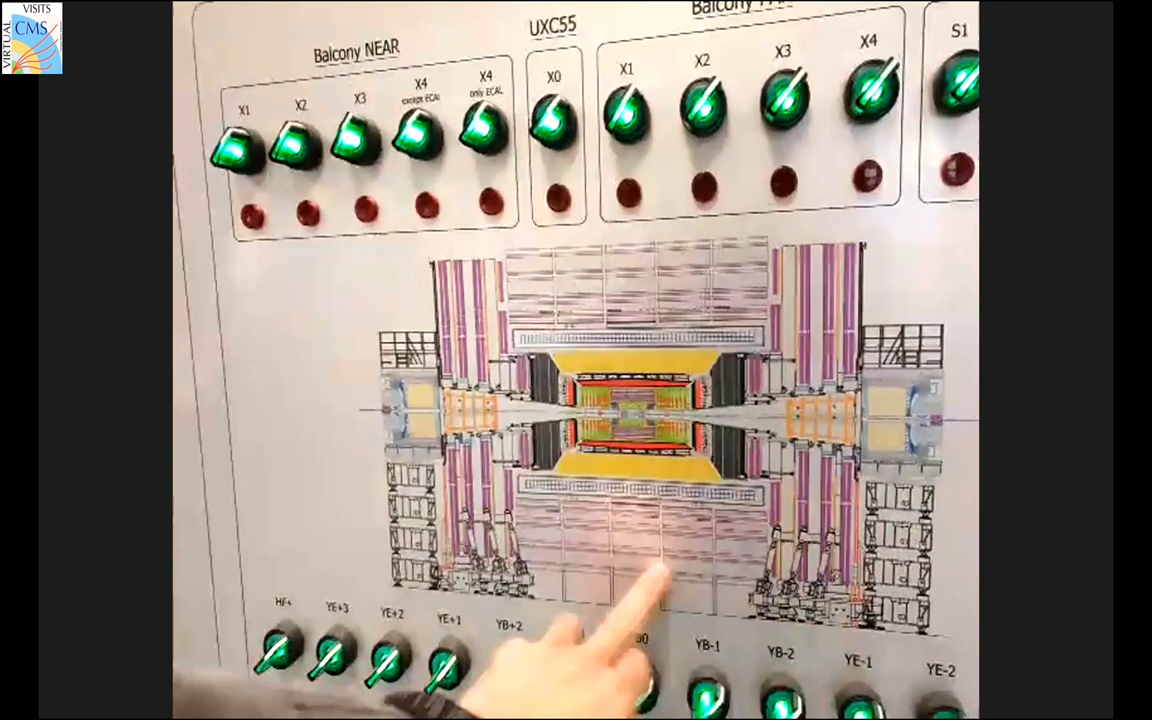 VIRTUAL
VISITS
CMS
Balcony NEAR
UXC55
Balcony
X1
X2
X3
X4
except ECAL
X4
only ECAL
X0
X1
X2
X3
X4
S1
HF+
YE+3
YE+2
YE+1
YB+2
YB-1
YB-2
YE-1
YE-2